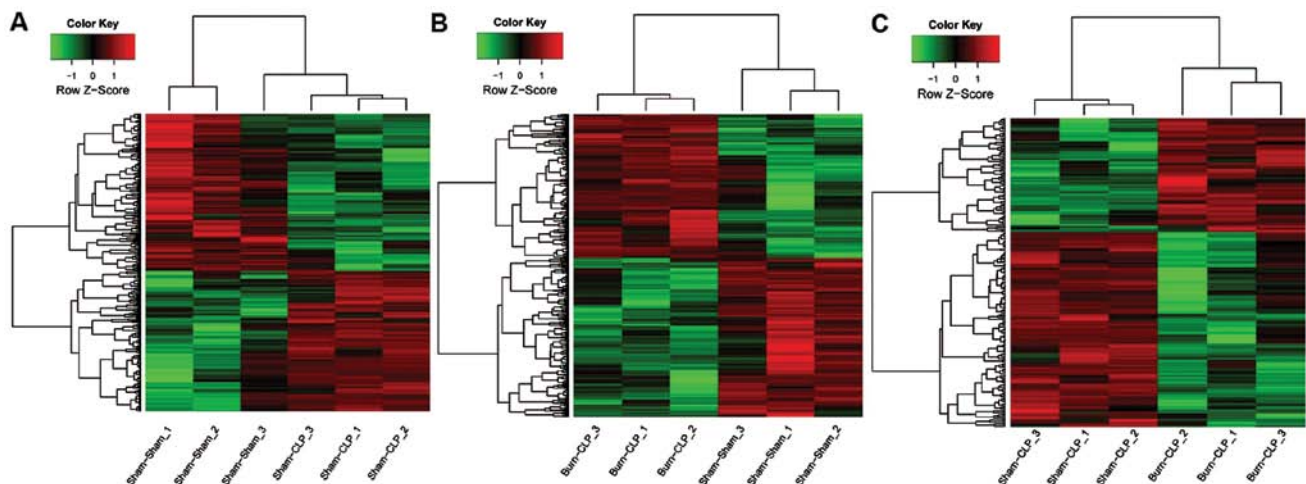 A
Color Key
-1 0 1
Row Z-Score
Sham-Sham_1
Sham-Sham_2
Sham-Sham_3
Sham-CLP_3
Sham-CLP_1
Sham-CLP_2
B
Color Key
-1 0 1
Row Z-Score
Burn-CLP_3
Burn-CLP_1
Burn-CLP_2
Sham-Sham_3
Sham-Sham_1
Sham-Sham_2
C
Color Key
-1 0 1
Row Z-Score
Sham-CLP_3
Sham-CLP_1
Sham-CLP_2
Burn-CLP_2
Burn-CLP_1
Burn-CLP_3